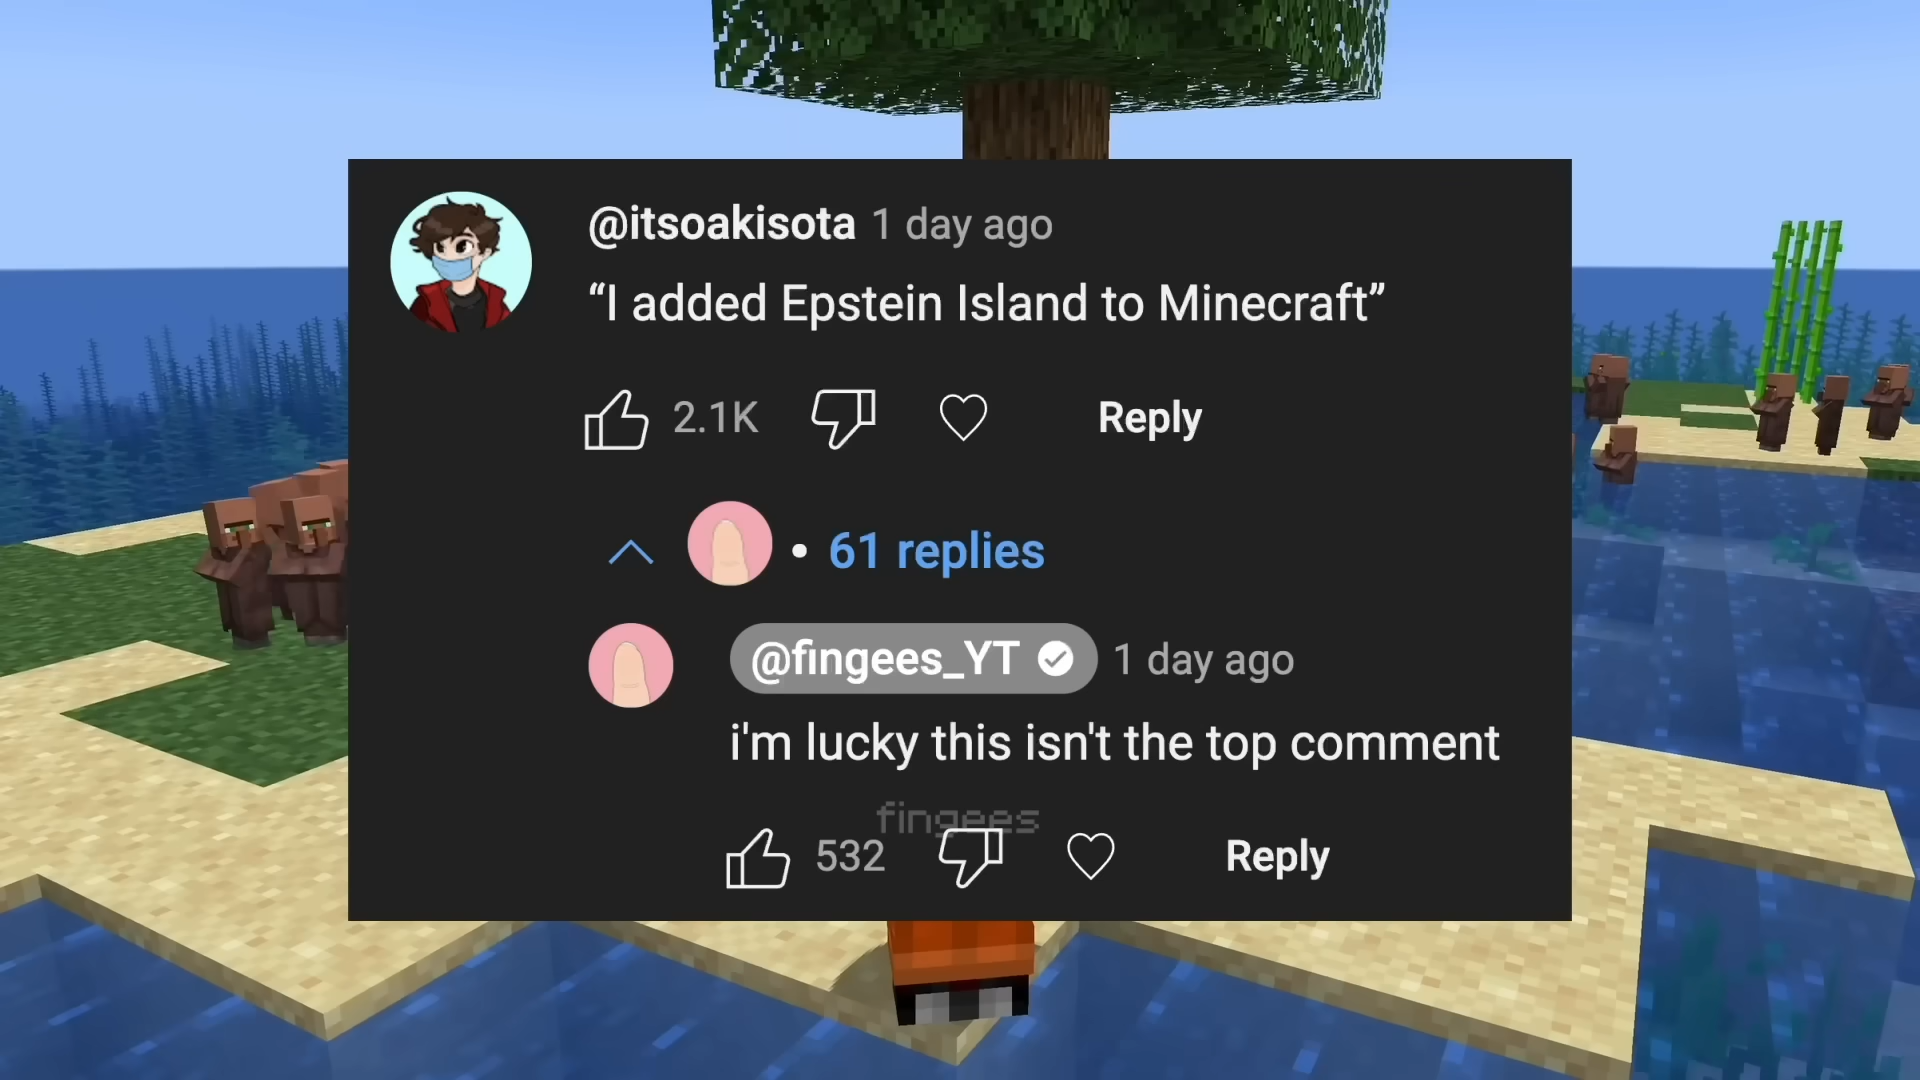 @itsoakisota 1 day ago
“I added Epstein Island to Minecraft”
2.1K Reply
• 61 replies
@fingees_YT 1 day ago
i'm lucky this isn't the top comment
fingees
532 Reply